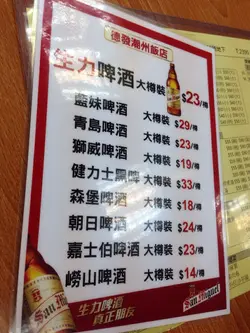 德發潮州飯店
生力啤酒 大樽裝 $23/樽
藍妹啤酒 大樽裝 $29/樽
青島啤酒 大樽裝 $23/樽
獅威啤酒 大樽裝 $19/樽
健力士黑啤 大樽裝 $33/樽
森堡啤酒 大樽裝 $18/樽
朝日啤酒 大樽裝 $24/樽
嘉士伯啤酒 大樽裝 $23/樽
嶗山啤酒 大樽裝 $14/樽
生力啤酒
真正朋友
San Miguel